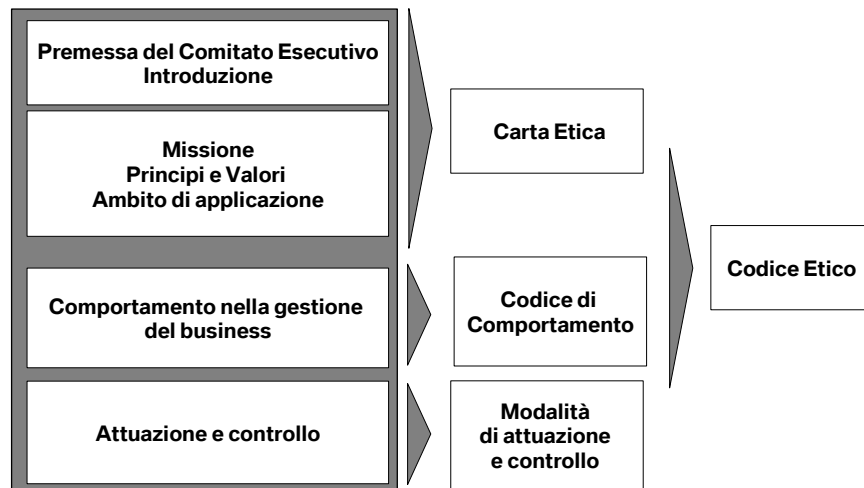 Premessa del Comitato Esecutivo
Introduzione
Missione
Principi e Valori
Ambito di applicazione
Carta Etica
Comportamento nella gestione
del business
Codice di
Comportamento
Codice Etico
Attuazione e controllo
Modalità
di attuazione
e controllo